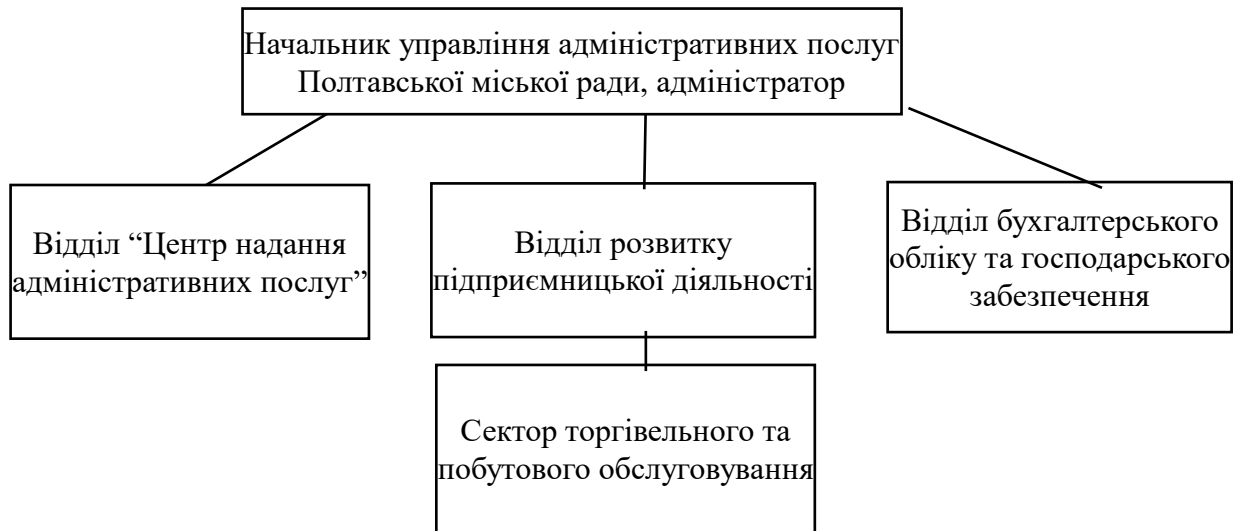 Начальник управління адміністративних послуг
Полтавської міської ради, адміністратор
Відділ “Центр надання
адміністративних послуг”
Відділ розвитку
підприємницької діяльності
Відділ бухгалтерського
обліку та господарського
забезпечення
Сектор торгівельного та
побутового обслуговування